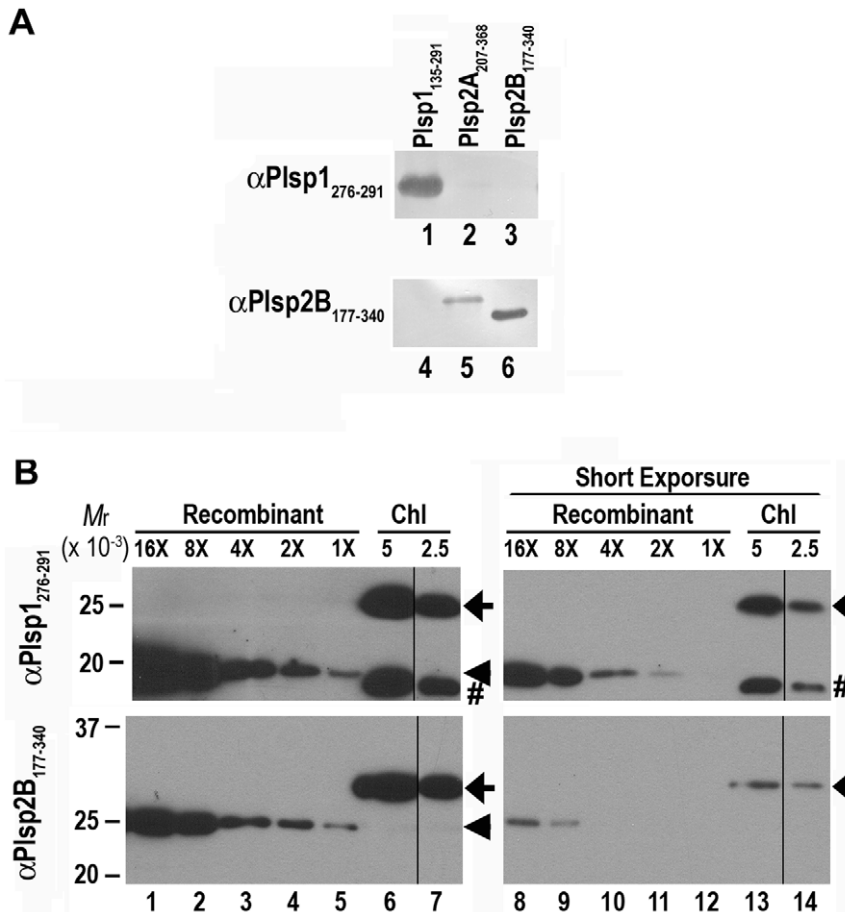 A
Plsp1135-291 Plsp2A207-368 Plsp2B177-340
αPlsp1276-291
1 2 3
αPlsp2B177-340
4 5 6
B
Short Exporsure
Mr Recombinant Chl Recombinant Chl
(x 10-3) 16X 8X 4X 2X 1X 5 2.5 16X 8X 4X 2X 1X 5 2.5
αPlsp1276-291
25
20
# #
αPlsp2B177-340
37
25
20
1 2 3 4 5 6 7 8 9 10 11 12 13 14